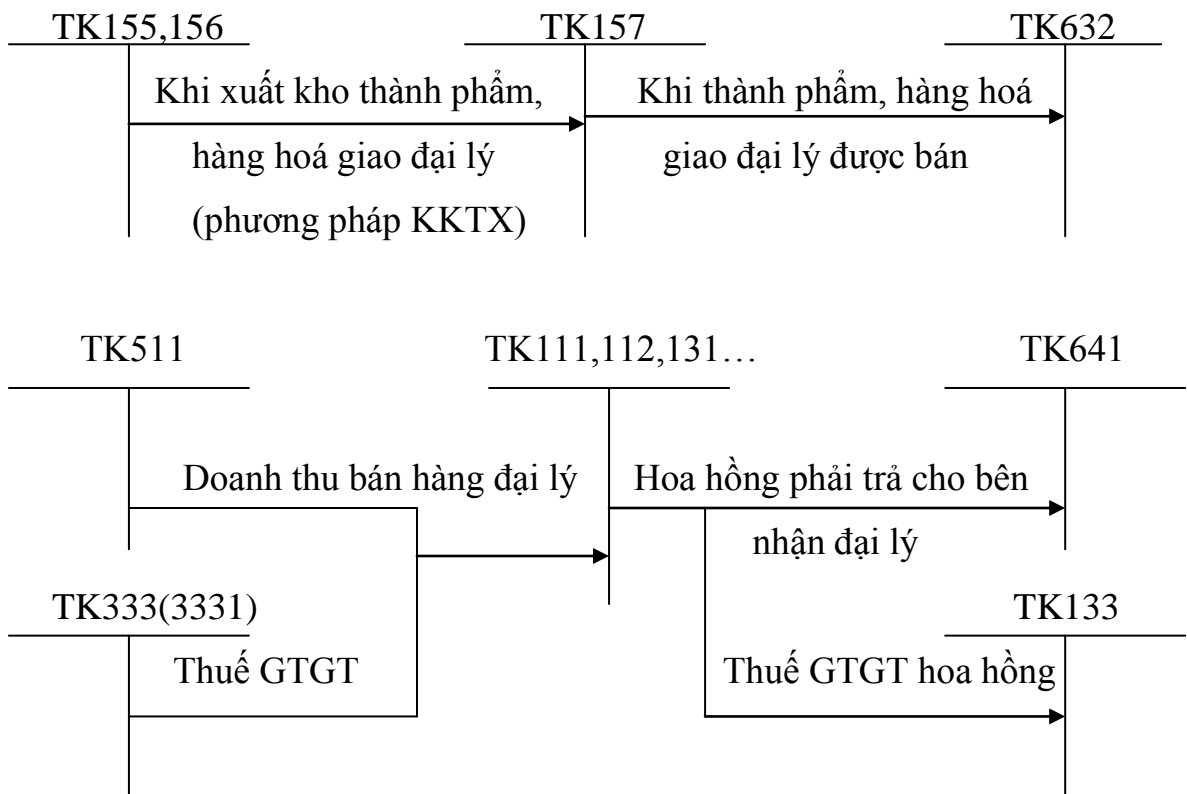 TK155,156 TK157 TK632
Khi xuất kho thành phẩm, Khi thành phẩm, hàng hoá
hàng hoá giao đại lý giao đại lý được bán
(phương pháp KKTX)
TK511 TK111,112,131… TK641
Doanh thu bán hàng đại lý Hoa hồng phải trả cho bên
nhận đại lý
TK333(3331) TK133
Thuế GTGT Thuế GTGT hoa hồng